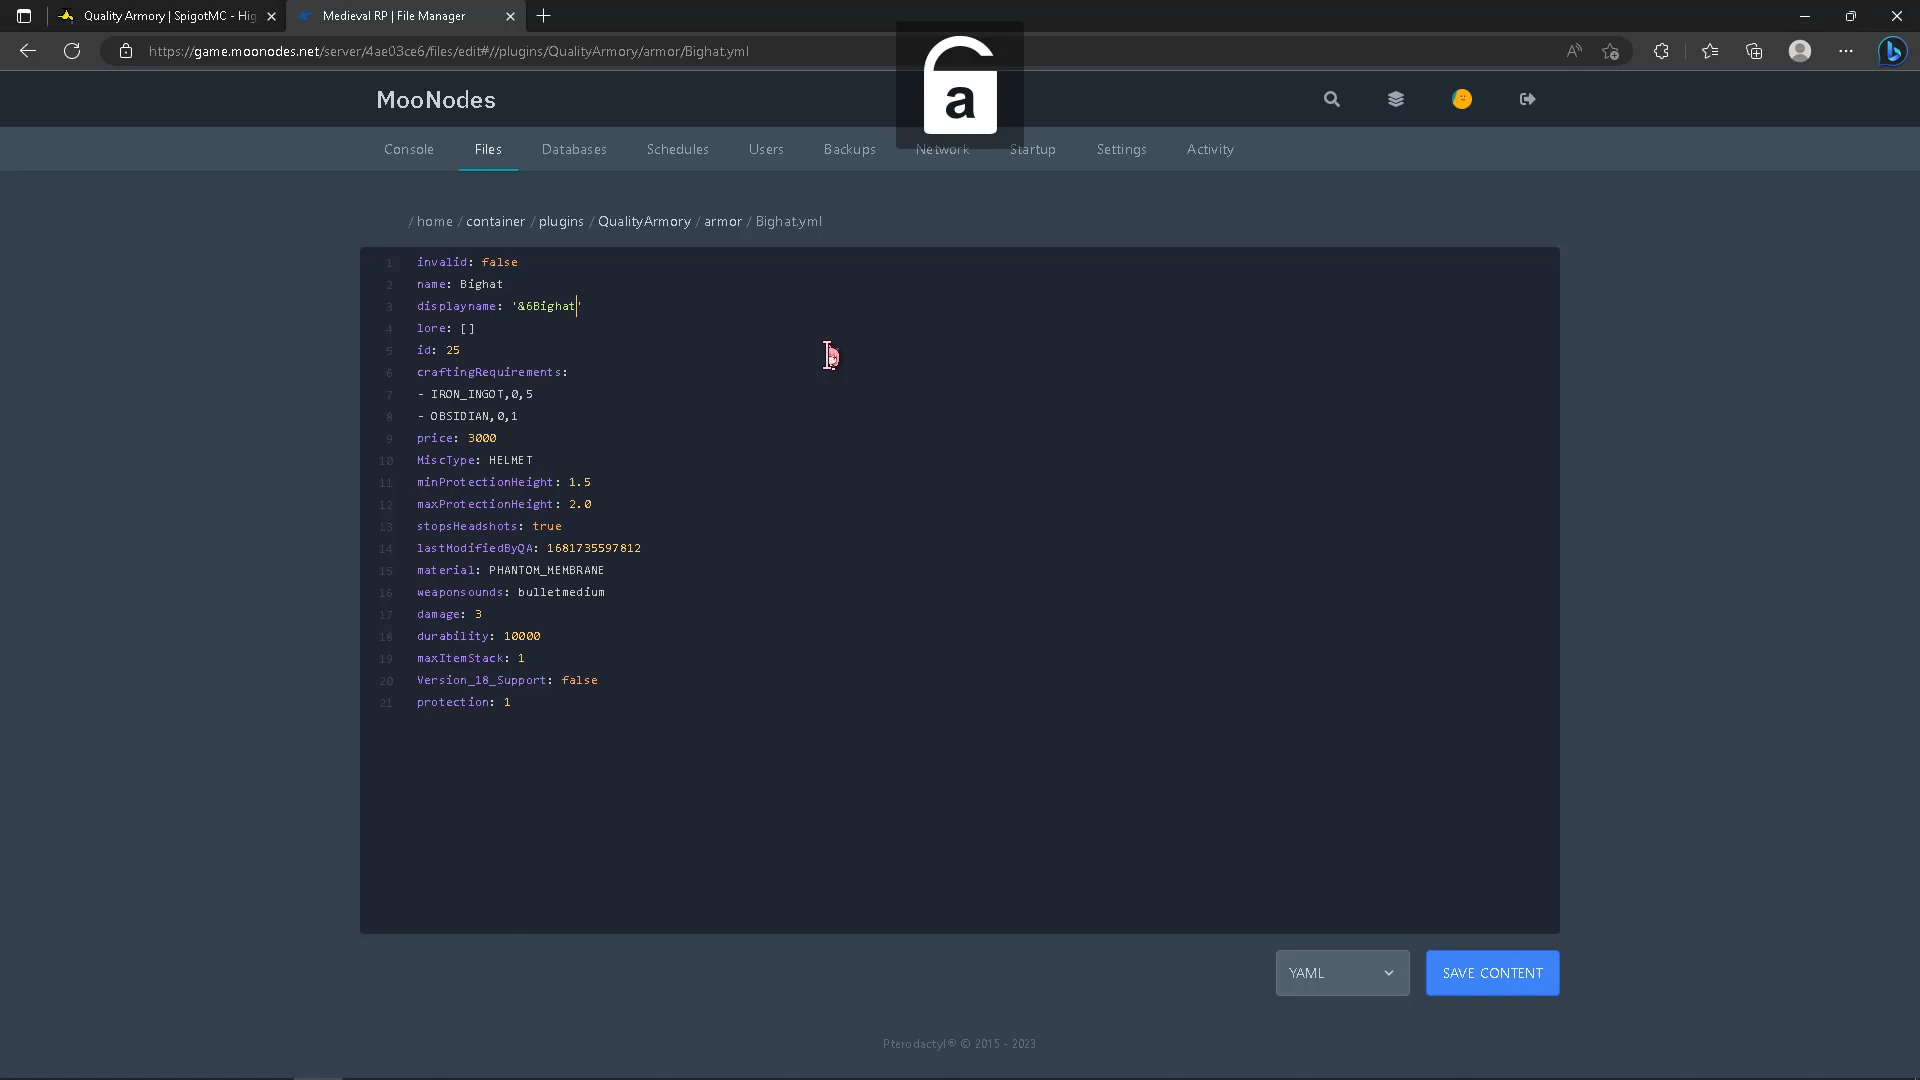 Quality Armory | SpigotMC - Hig
Medieval RP | File Manager
https://game.moonodes.net/server/4ae03ce6/files/edit#//plugins/QualityArmory/armor/Bighat.yml
MooNodes
a
Console
Files
Databases
Schedules
Users
Backups
Network
Startup
Settings
Activity
/ home / container / plugins / QualityArmory / armor / Bighat.yml
1 invalid: false
2 name: Bighat
3 displayname: '&6Bighat'
4 lore: []
5 id: 25
6 craftingRequirements:
7 - IRON_INGOT,0,5
8 - OBSIDIAN,0,1
9 price: 3000
10 MiscType: HELMET
11 minProtectionHeight: 1.5
12 maxProtectionHeight: 2.0
13 stopsHeadshots: true
14 lastModifiedByQA: 1681735597812
15 material: PHANTOM_MEMBRANE
16 weaponsounds: bulletmedium
17 damage: 3
18 durability: 10000
19 maxItemStack: 1
20 Version_18_Support: false
21 protection: 1
YAML
SAVE CONTENT
Pterodactyl® © 2015 - 2023